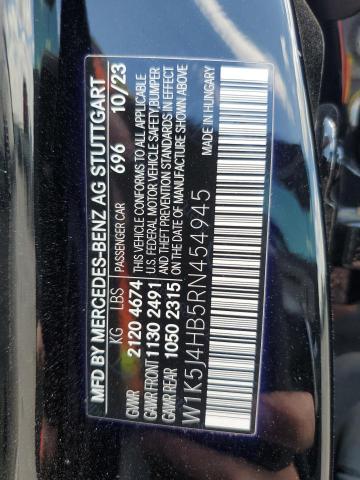 MFD BY MERCEDES-BENZ AG STUTTGART
KG LBS PASSENGER CAR 696 10/23
GWMR 2120 4674 THIS VEHICLE CONFORMS TO ALL APPLICABLE
GAWR FRONT 1130 2491 U.S. FEDERAL MOTOR VEHICLE SAFETY,BUMPER
GAWR REAR 1050 2315 AND THEFT PREVENTION STANDARDS IN EFFECT
ON DATE OF MANUFACTURE SHOWN ABOVE
W1K5J4HB5RN454945 MADE IN HUNGARY